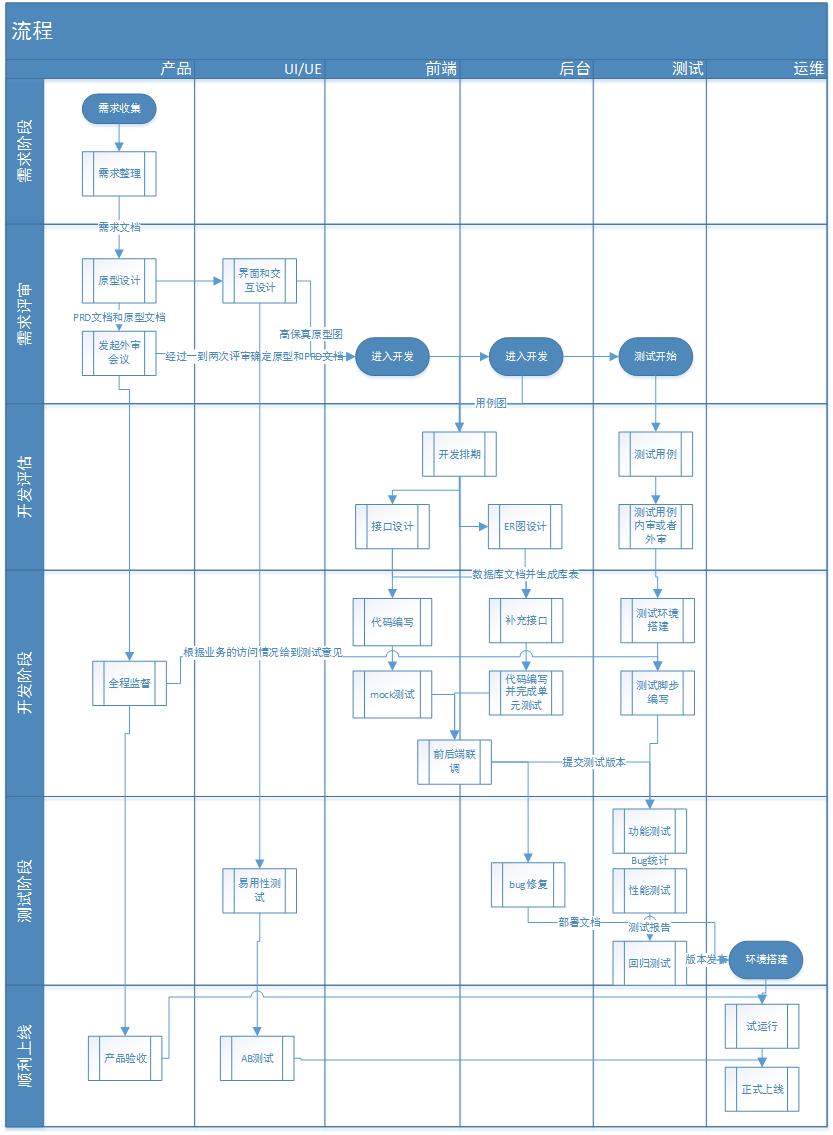 流程
产品
UI/UE
前端
后台
测试
运维
需求阶段
需求收集
需求整理
需求文档
需求评审
原型设计
界面和交
互设计
PRD文档和原型文档
高保真原型图
发起外审
会议
经过一到两次评审确定原型和PRD文档
进入开发
进入开发
测试开始
用例图
开发评估
开发排期
测试用例
接口设计
ER图设计
测试用例
内审或者
外审
数据库文档并生成库表
开发阶段
代码编写
补充接口
测试环境
搭建
根据业务的访问情况给到测试意见
全程监督
mock测试
代码编写
并完成单
元测试
测试脚步
编写
前后端联
调
提交测试版本
测试阶段
功能测试
Bug统计
易用性测
试
bug修复
性能测试
部署文档
测试报告
回归测试
版本发布
环境搭建
顺利上线
试运行
产品验收
AB测试
正式上线